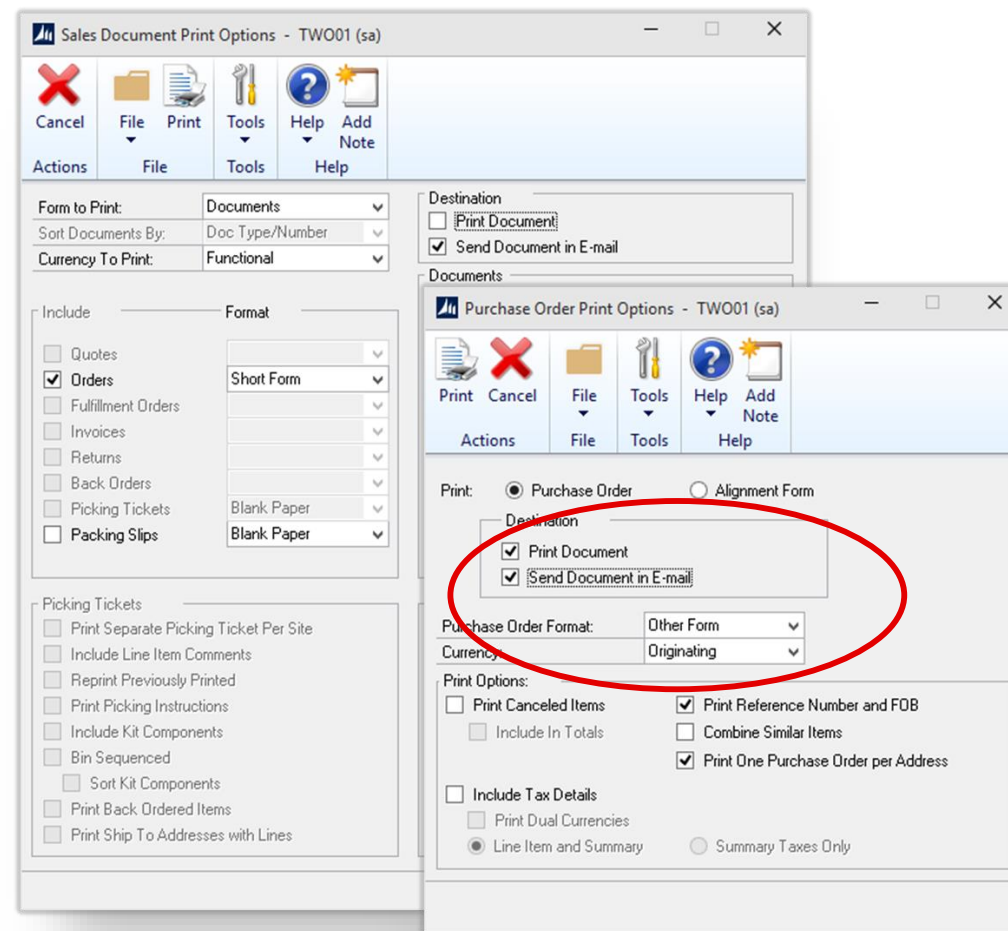 Sales Document Print Options - TWO01 (sa)
Cancel File Print Tools Help Add Note
Actions File Tools Help
Form to Print: Documents
Sort Documents By: Doc Type/Number
Currency To Print: Functional
Destination
Print Document
Send Document in E-mail
Documents
Include Format
Quotes
Orders Short Form
Fulfillment Orders
Invoices
Returns
Back Orders
Picking Tickets Blank Paper
Packing Slips Blank Paper
Picking Tickets
Print Separate Picking Ticket Per Site
Include Line Item Comments
Reprint Previously Printed
Print Picking Instructions
Include Kit Components
Bin Sequenced
Sort Kit Components
Print Back Ordered Items
Print Ship To Addresses with Lines
Purchase Order Print Options - TWO01 (sa)
Print Cancel File Tools Help Add Note
Actions File Tools Help
Print: Purchase Order Alignment Form
Destination
Print Document
Send Document in E-mail
Purchase Order Format: Other Form
Currency: Originating
Print Options:
Print Canceled Items Print Reference Number and FOB
Include In Totals Combine Similar Items
Print One Purchase Order per Address
Include Tax Details
Print Dual Currencies
Line Item and Summary Summary Taxes Only